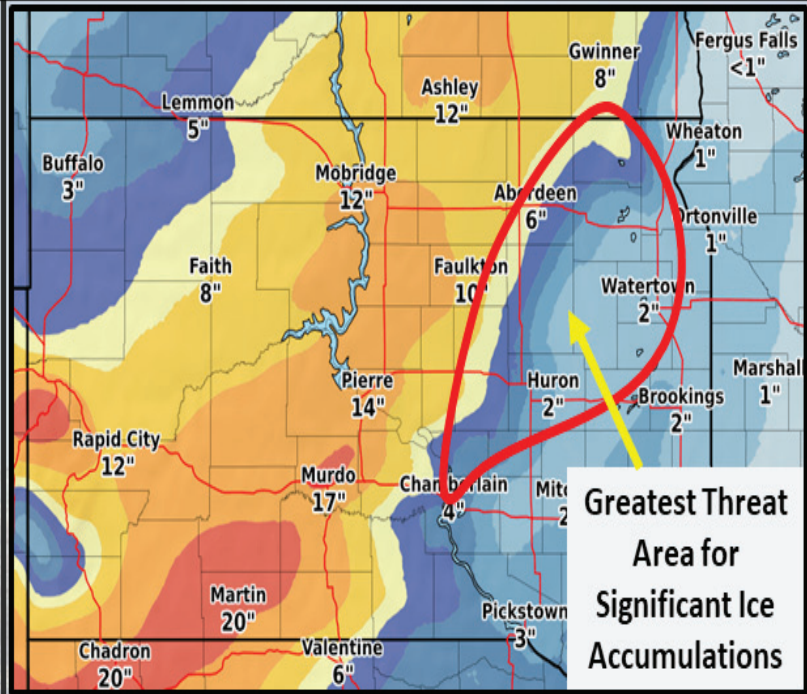 Gwinner
8"
Fergus Falls
<1"
Ashley
12"
Lemmon
5"
Wheaton
1"
Buffalo
3"
Mobridge
12"
Aberdeen
6"
Ortonville
1"
Faith
8"
Faulkton
10"
Watertown
2"
Pierre
14"
Huron
2"
Brookings
2"
Marshall
1"
Rapid City
12"
Murdo
17"
Chamberlain
4"
Mitc
2
Greatest Threat
Area for
Significant Ice
Accumulations
Martin
20"
Pickstown
3"
Chadron
20"
Valentine
6"